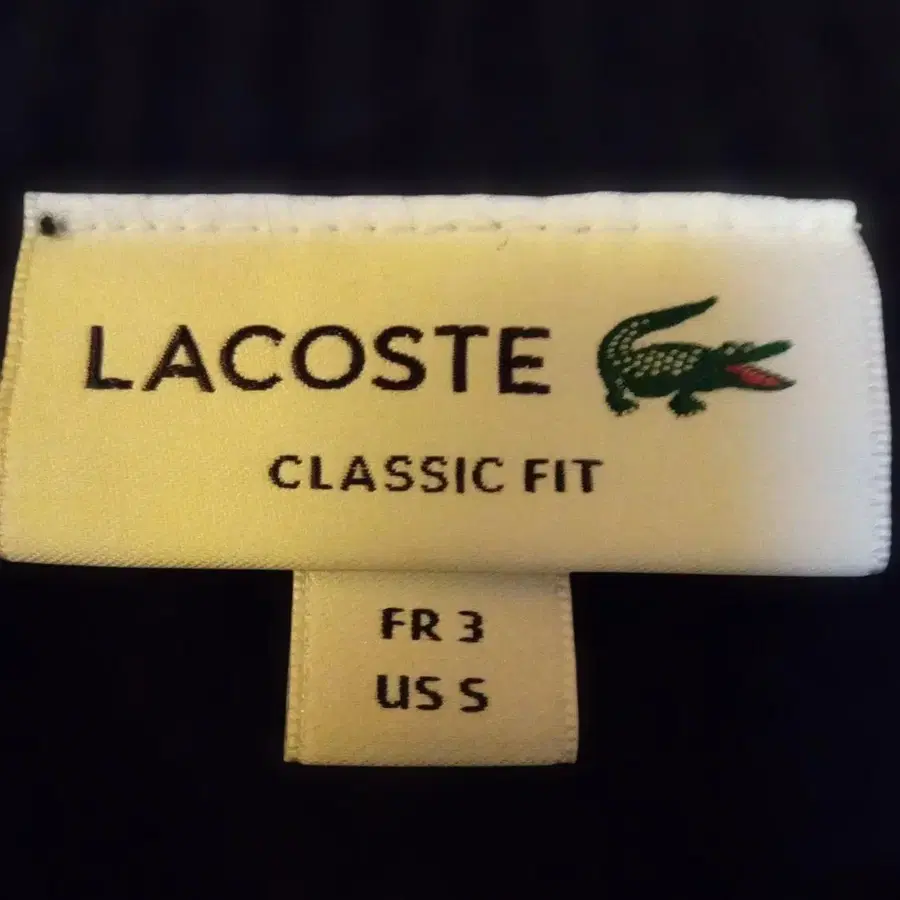 LACOSTE
CLASSIC FIT
FR 3
US S